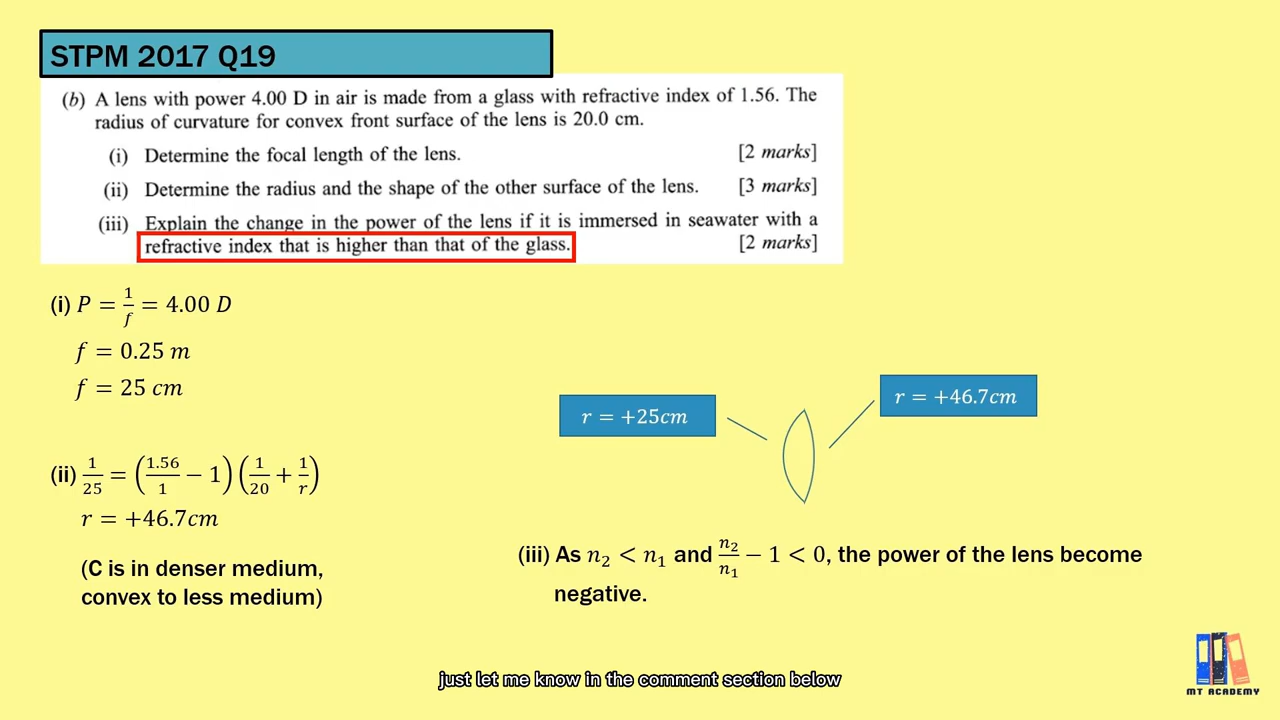 STPM 2017 Q19
(b) A lens with power 4.00 D in air is made from a glass with refractive index of 1.56. The
radius of curvature for convex front surface of the lens is 20.0 cm.
(i) Determine the focal length of the lens. [2 marks]
(ii) Determine the radius and the shape of the other surface of the lens. [3 marks]
(iii) Explain the change in the power of the lens if it is immersed in seawater with a
refractive index that is higher than that of the glass. [2 marks]
(i) P = 1/f = 4.00 D
f = 0.25 m
f = 25 cm
(ii) 1/25 = (1.56/1 − 1)(1/20 + 1/r)
r = +46.7cm
(C is in denser medium,
convex to less medium)
r = +25cm
r = +46.7cm
(iii) As n₂ < n₁ and n₂/n₁ − 1 < 0, the power of the lens become
negative.
just let me know in the comment section below
MT ACADEMY